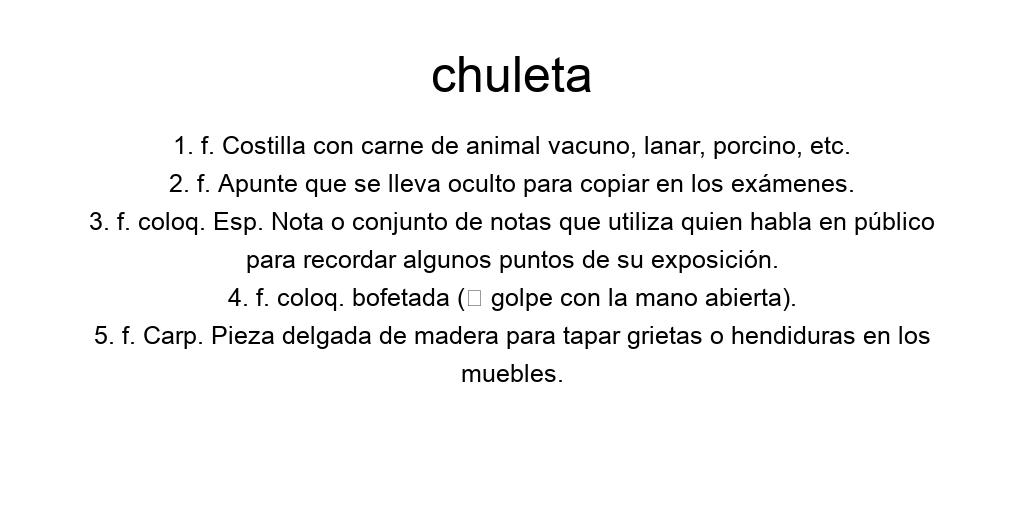 chuleta
1. f. Costilla con carne de animal vacuno, lanar, porcino, etc.
2. f. Apunte que se lleva oculto para copiar en los exámenes.
3. f. coloq. Esp. Nota o conjunto de notas que utiliza quien habla en público
para recordar algunos puntos de su exposición.
4. f. coloq. bofetada (□ golpe con la mano abierta).
5. f. Carp. Pieza delgada de madera para tapar grietas o hendiduras en los
muebles.